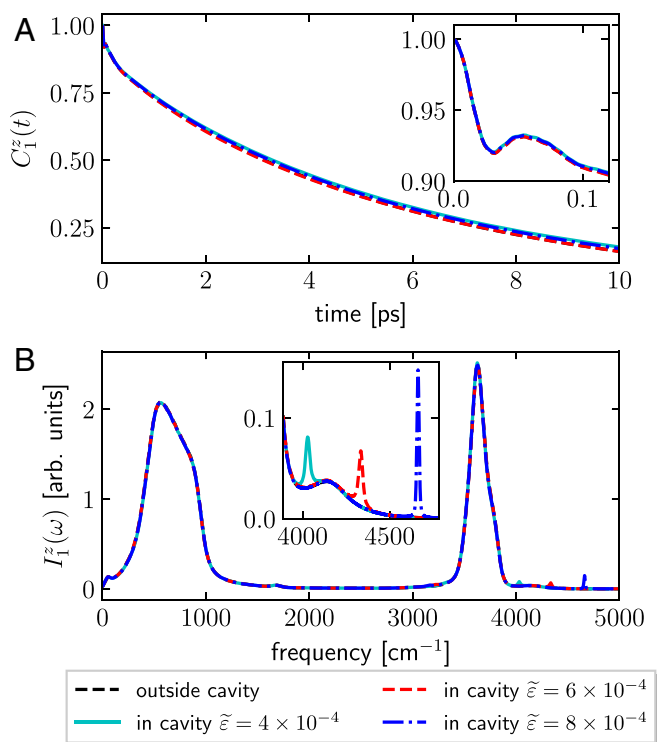 A
1.00
0.75
0.50
0.25
C₁ᶻ(t)
1.00
0.95
0.90
0.0 0.1
0 2 4 6 8 10
time [ps]
B
2
1
0
I₁ᶻ(ω) [arb. units]
0.1
0.0
4000 4500
0 1000 2000 3000 4000 5000
frequency [cm⁻¹]
outside cavity
in cavity ε̃ = 4 × 10⁻⁴
in cavity ε̃ = 6 × 10⁻⁴
in cavity ε̃ = 8 × 10⁻⁴